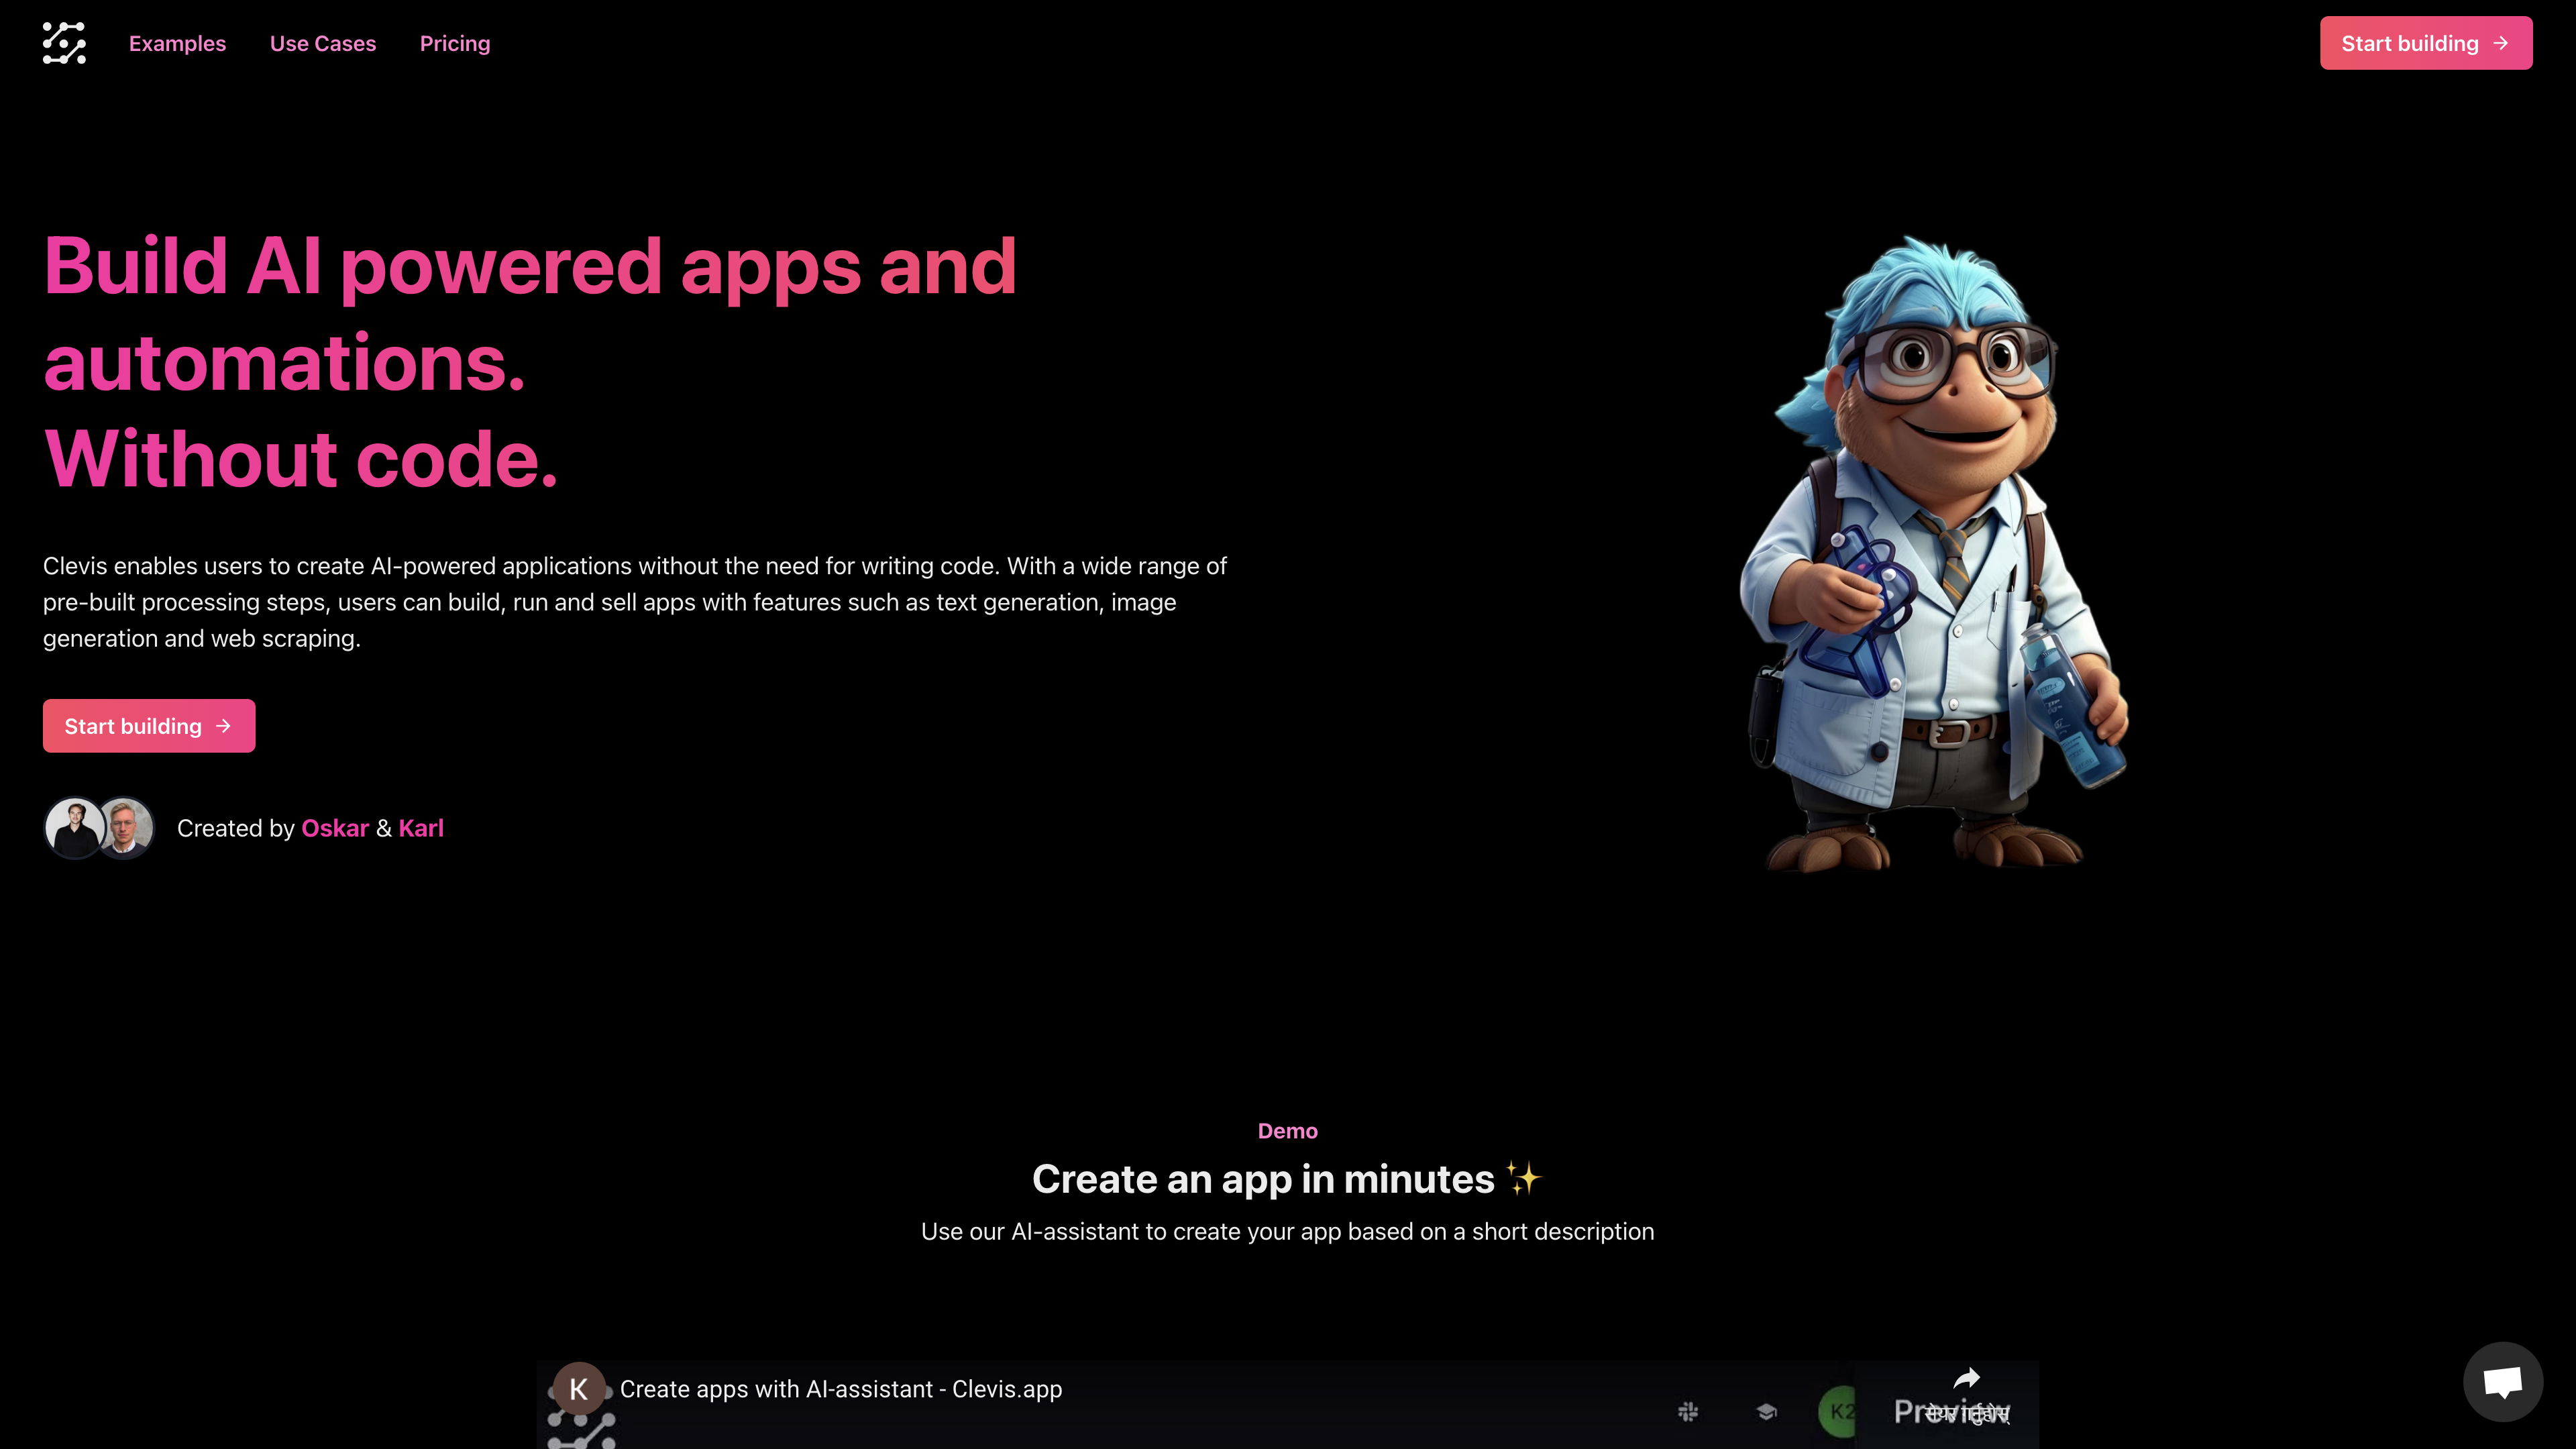 Examples
Use Cases
Pricing
Start building
Build AI powered apps and
automations.
Without code.
Clevis enables users to create AI-powered applications without the need for writing code. With a wide range of
pre-built processing steps, users can build, run and sell apps with features such as text generation, image
generation and web scraping.
Start building
Created by Oskar & Karl
Demo
Create an app in minutes ✨
Use our AI-assistant to create your app based on a short description
K
Create apps with AI-assistant - Clevis.app
K2
Preview
सेयर गर्नुहोस्